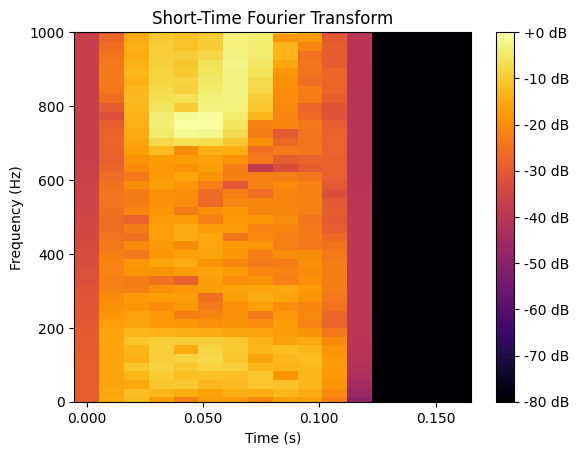 Short-Time Fourier Transform
1000
800
600
400
200
0
Frequency (Hz)
0.000
0.050
0.100
0.150
Time (s)
+0 dB
-10 dB
-20 dB
-30 dB
-40 dB
-50 dB
-60 dB
-70 dB
-80 dB